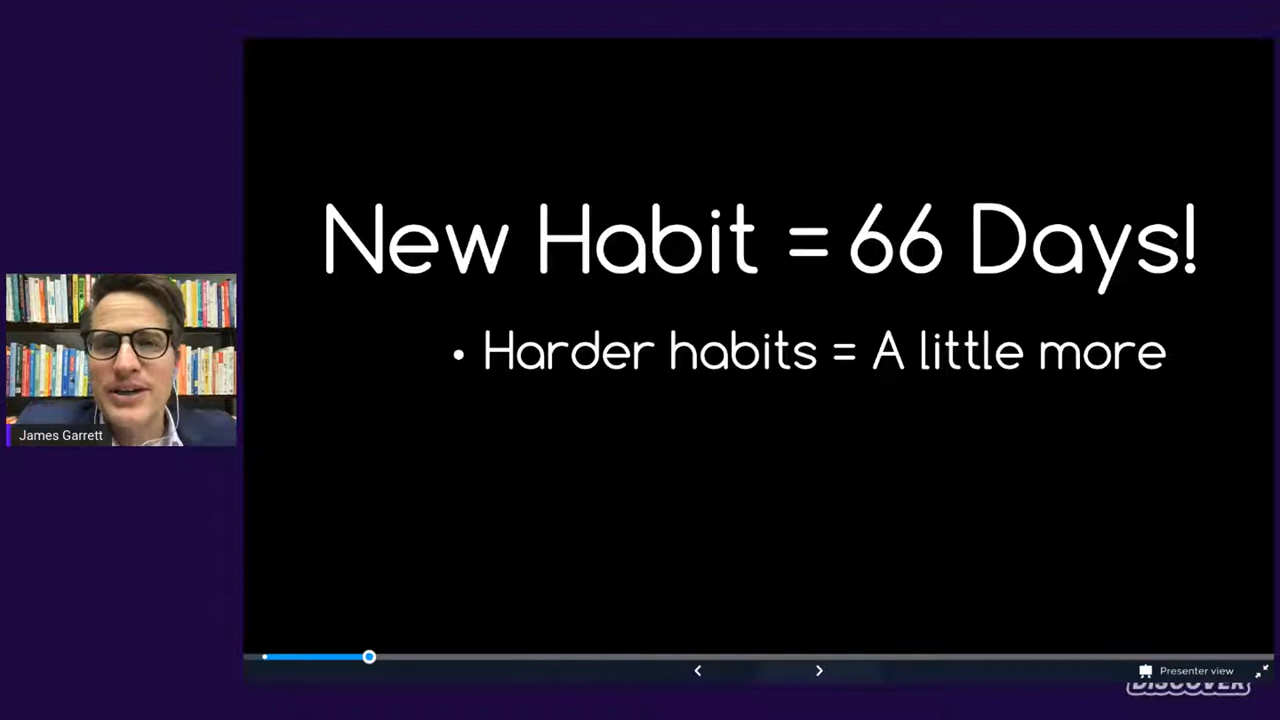 New Habit = 66 Days!
• Harder habits = A little more
James Garrett
Presenter view
DISCOVER